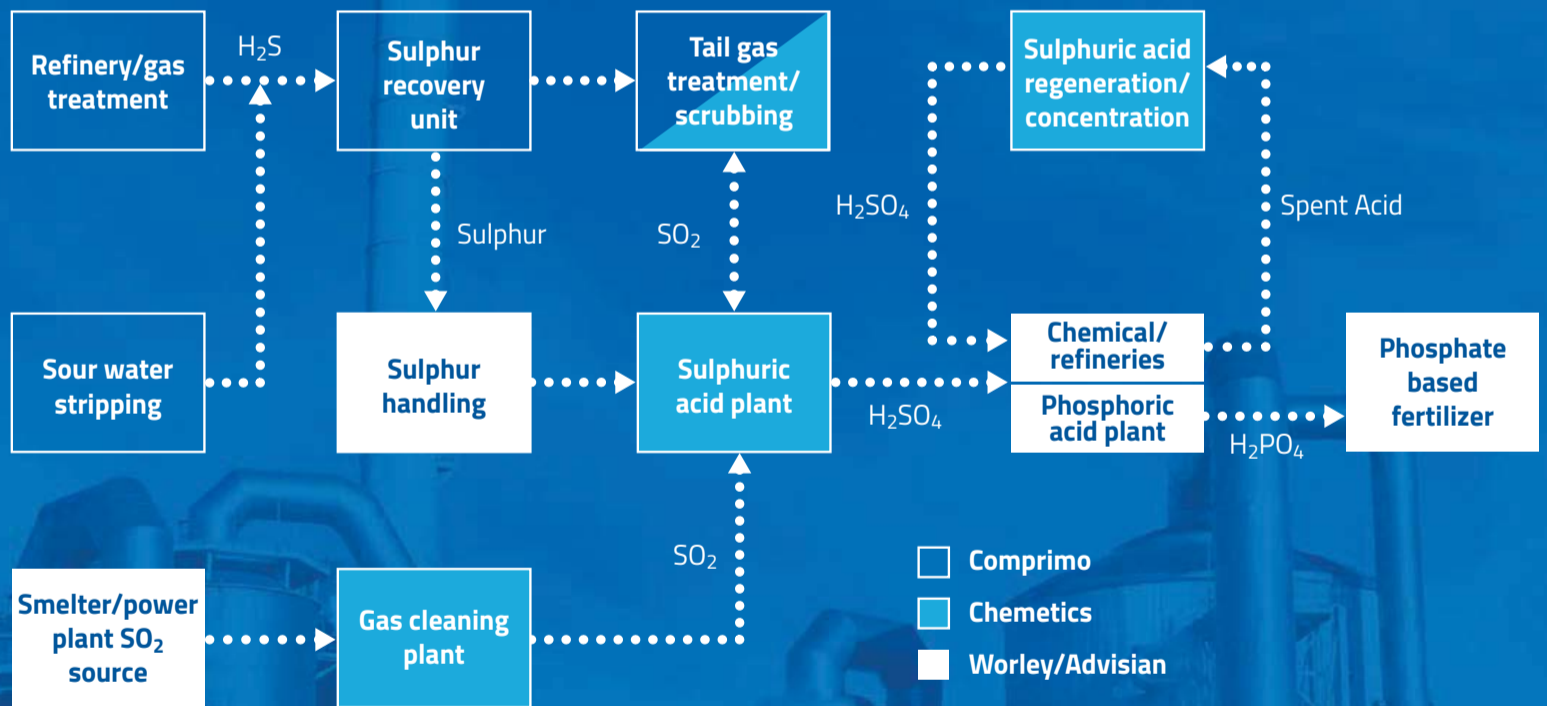 Refinery/gas
treatment
H₂S
Sulphur
recovery
unit
Tail gas
treatment/
scrubbing
Sulphuric acid
regeneration/
concentration
Sulphur
SO₂
H₂SO₄
Spent Acid
Sour water
stripping
Sulphur
handling
Sulphuric
acid plant
H₂SO₄
Chemical/
refineries
Phosphoric
acid plant
H₂PO₄
Phosphate
based
fertilizer
Smelter/power
plant SO₂
source
Gas cleaning
plant
SO₂
Comprimo
Chemetics
Worley/Advisian